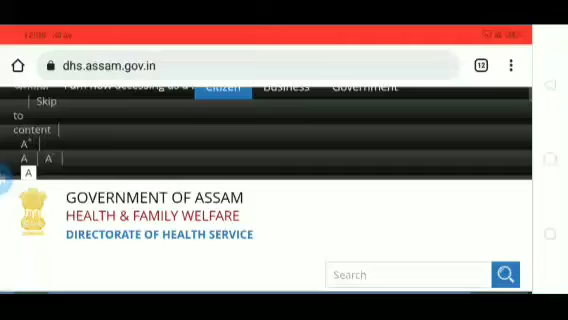 dhs.assam.gov.in
12
Citizen Business Government
Skip
to
content
A+
A A
A
GOVERNMENT OF ASSAM
HEALTH & FAMILY WELFARE
DIRECTORATE OF HEALTH SERVICE
Search